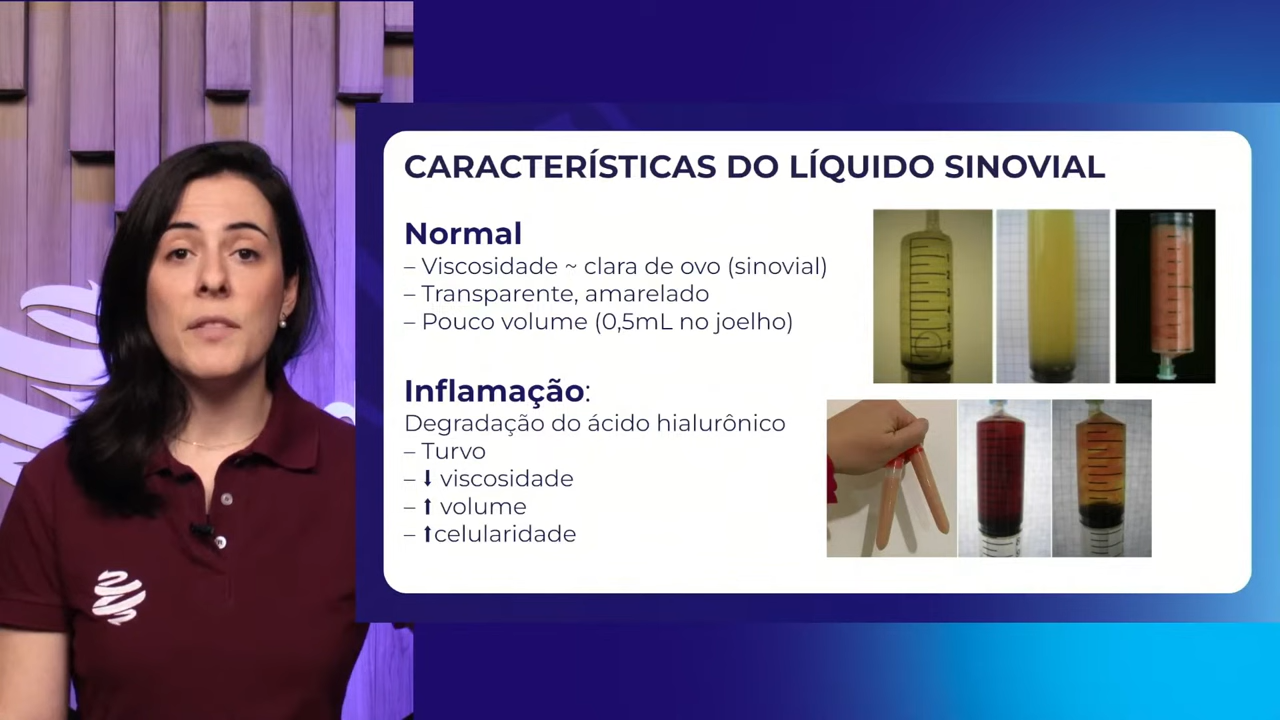 CARACTERÍSTICAS DO LÍQUIDO SINOVIAL
Normal
– Viscosidade ~ clara de ovo (sinovial)
– Transparente, amarelado
– Pouco volume (0,5mL no joelho)
Inflamação:
Degradação do ácido hialurônico
– Turvo
– ⬇ viscosidade
– ⬆ volume
– ⬆celularidade